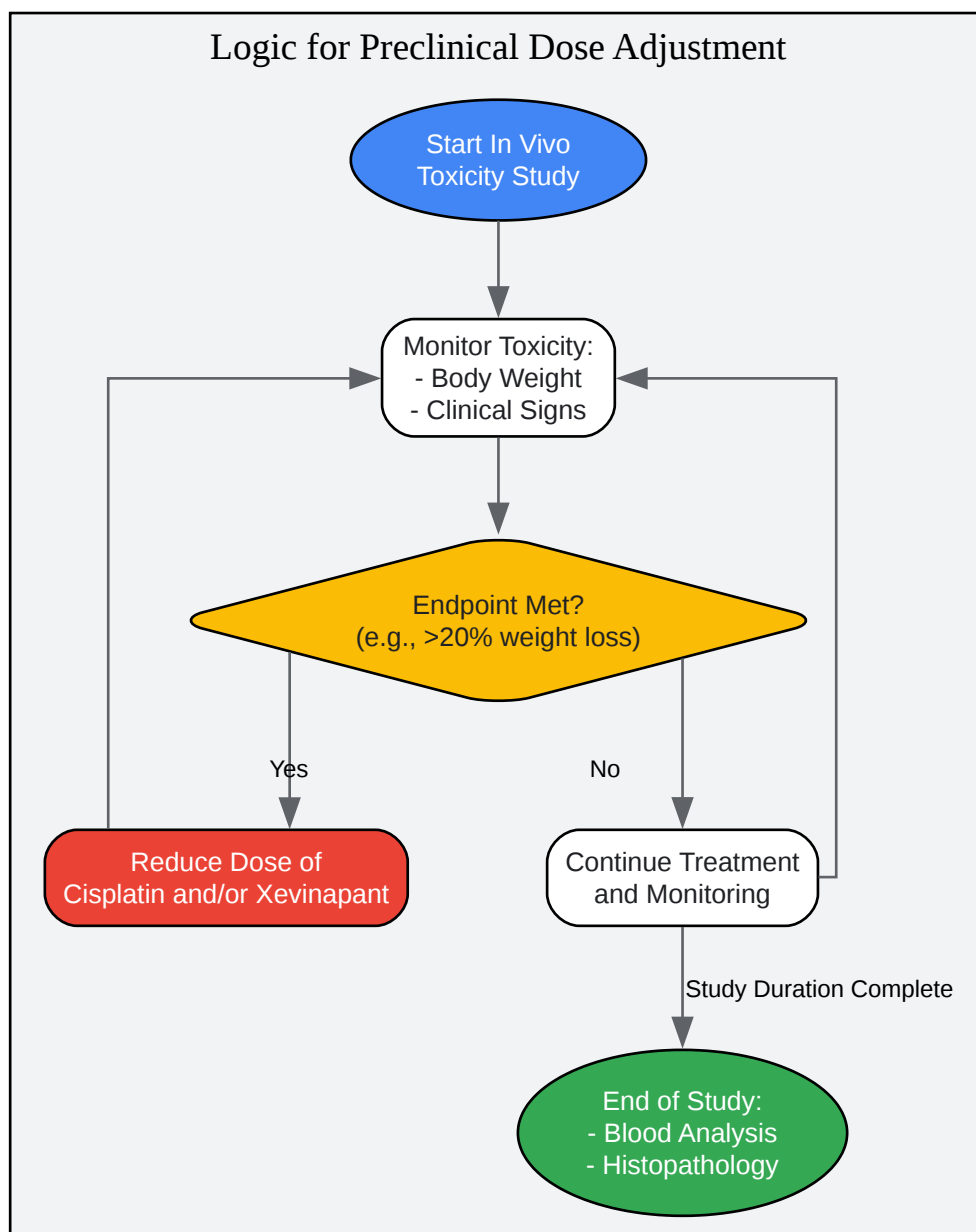 Logic for Preclinical Dose Adjustment
Start In Vivo
Toxicity Study
Monitor Toxicity:
- Body Weight
- Clinical Signs
Endpoint Met?
(e.g., >20% weight loss)
Yes
No
Reduce Dose of
Cisplatin and/or Xevinapant
Continue Treatment
and Monitoring
Study Duration Complete
End of Study:
- Blood Analysis
- Histopathology